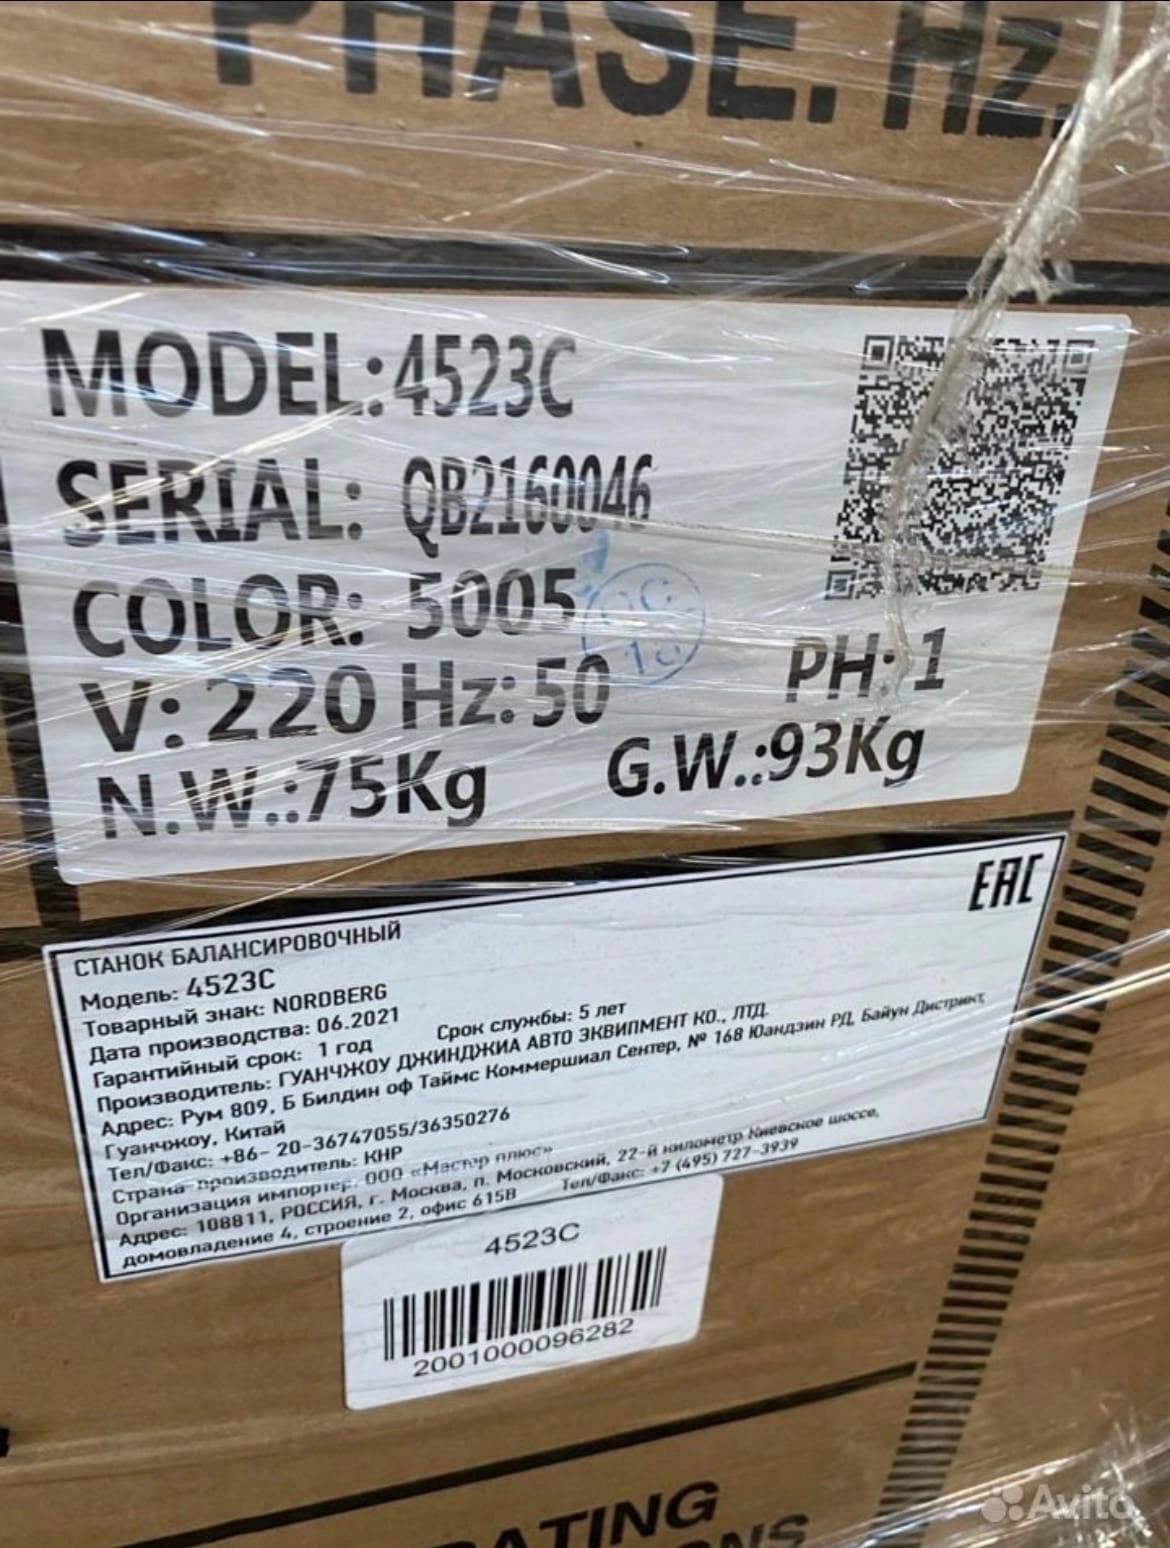 PHASE. Hz.
MODEL:4523C
SERIAL: QB2160046
COLOR: 5005
V: 220 Hz: 50 PH: 1
N.W.:75Kg G.W.:93Kg
EAC
СТАНОК БАЛАНСИРОВОЧНЫЙ
Модель: 4523C
Товарный знак: NORDBERG
Дата производства: 06.2021
Гарантийный срок: 1 год Срок службы: 5 лет
Производитель: ГУАНЧЖОУ ДЖИНДЖИА АВТО ЭКВИПМЕНТ КО., ЛТД.
Адрес: Рум 809, Б Билдин оф Таймс Коммершиал Сентер, № 168 Юандзин РД, Байун Дистрикт,
Гуанчжоу, Китай
Тел/Факс: +86- 20-36747055/36350276
Страна-производитель: КНР
Организация импортер: ООО «Мастер плюс»
Адрес: 108811, РОССИЯ, г. Москва, п. Московский, 22-й километр Киевское шоссе,
домовладение 4, строение 2, офис 615В Тел/Факс: +7 (495) 727-3939
4523C
2001000096282
ATING
NS
Avito